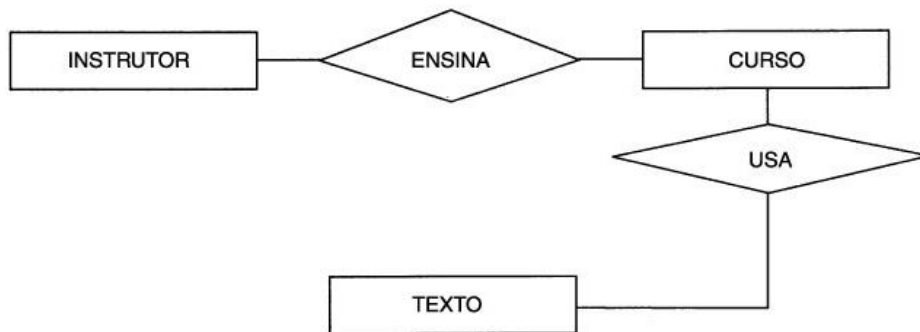 INSTRUTOR
ENSINA
CURSO
USA
TEXTO